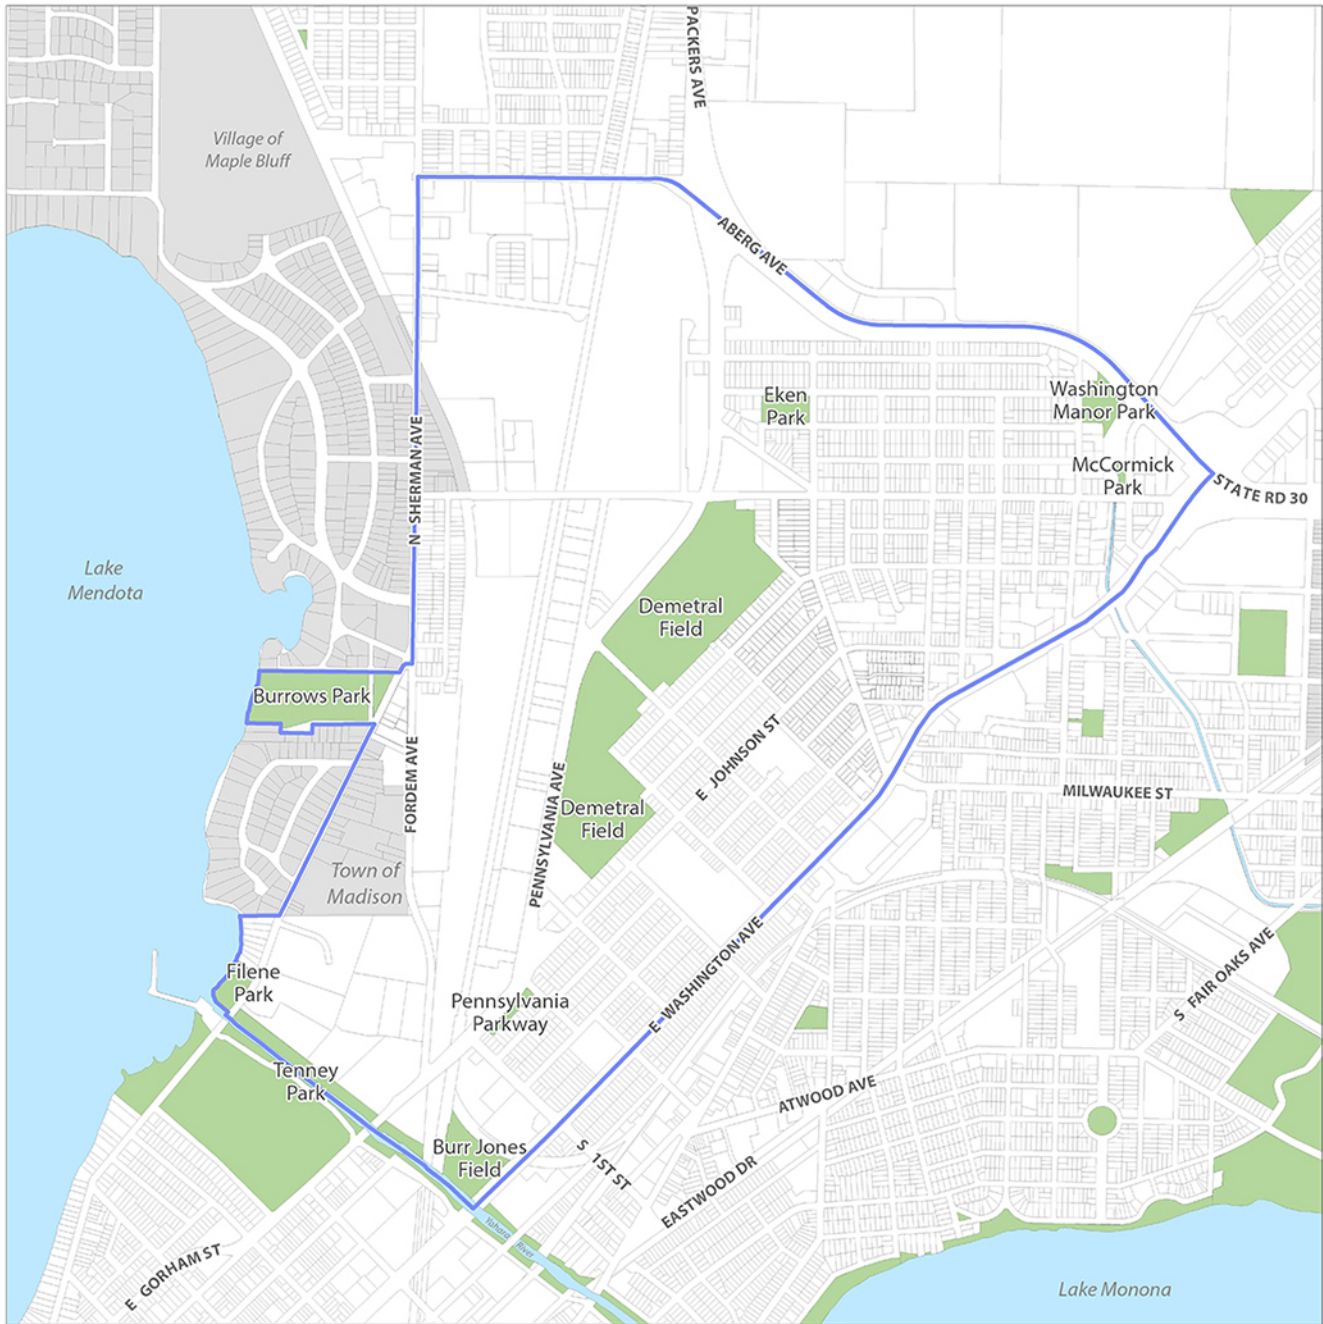 PACKERS AVE
Village of
Maple Bluff
ABERG AVE
Washington
Manor Park
Eken
Park
McCormick
Park
STATE RD 30
N SHERMAN AVE
Lake
Mendota
Demetral
Field
Burrows Park
FORDEM AVE
E JOHNSON ST
PENNSYLVANIA AVE
MILWAUKEE ST
Demetral
Field
Town of
Madison
E WASHINGTON AVE
S FAIR OAKS AVE
Filene
Park
Pennsylvania
Parkway
Tenney
Park
ATWOOD AVE
Burr Jones
Field
S 1ST ST
EASTWOOD DR
Yahara
River
E GORHAM ST
Lake Monona